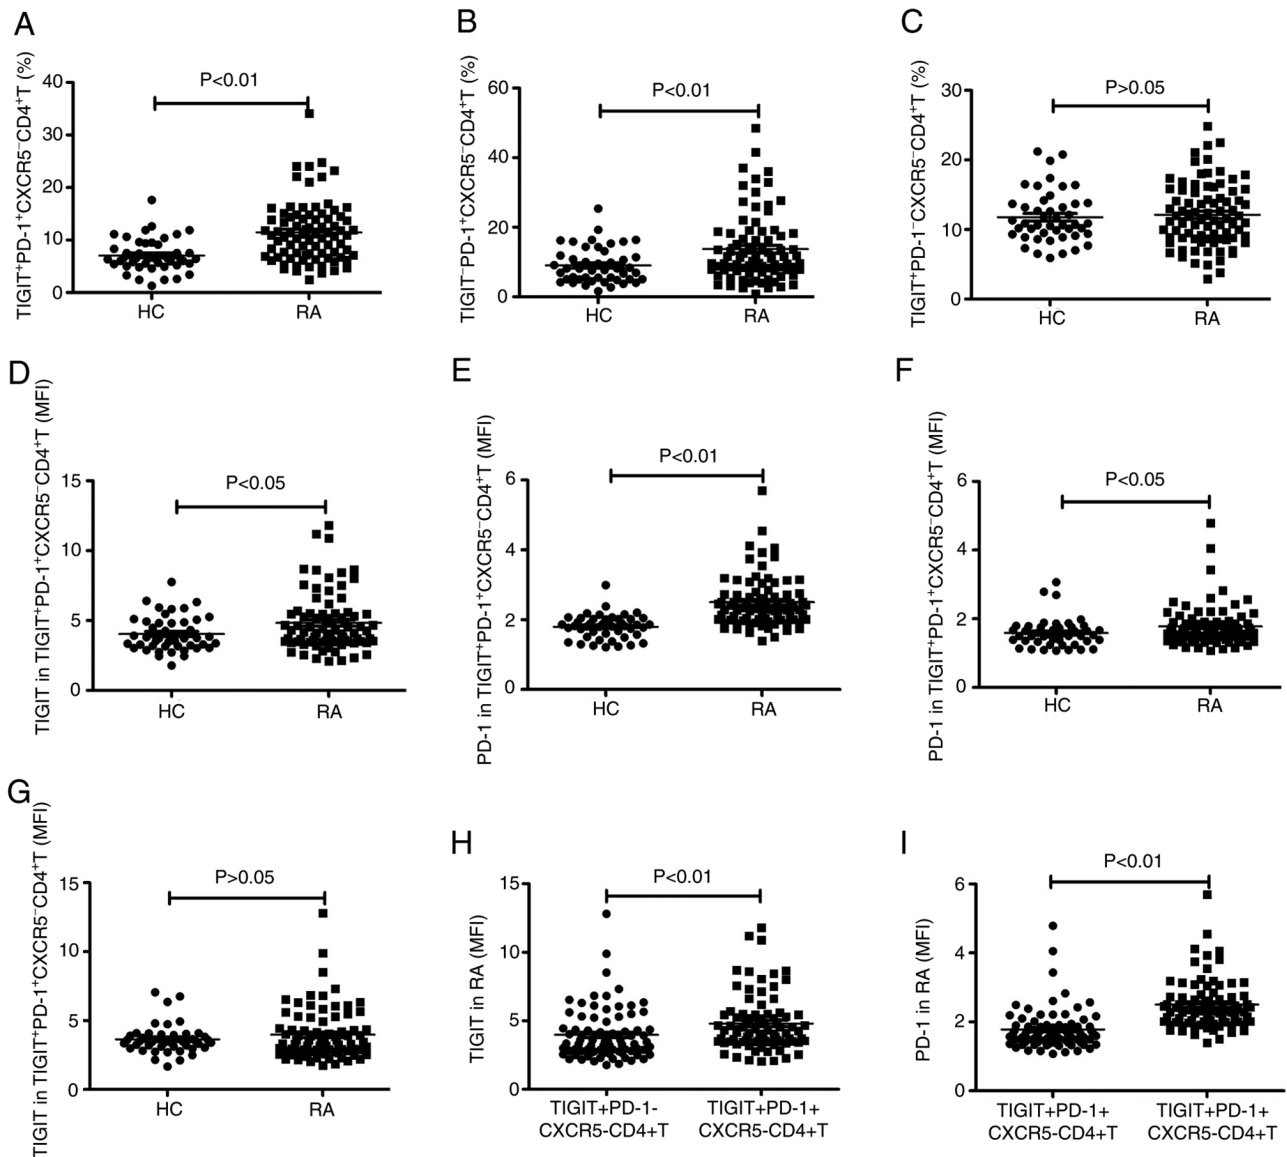 A
TIGIT⁺PD-1⁺CXCR5⁻CD4⁺T (%)
P<0.01
40
30
20
10
0
HC
RA
B
TIGIT⁻PD-1⁺CXCR5⁻CD4⁺T (%)
P<0.01
60
40
20
0
HC
RA
C
TIGIT⁺PD-1⁻CXCR5⁻CD4⁺T (%)
P>0.05
30
20
10
0
HC
RA
D
TIGIT in TIGIT⁺PD-1⁺CXCR5⁻CD4⁺T (MFI)
P<0.05
15
10
5
0
HC
RA
E
PD-1 in TIGIT⁺PD-1⁺CXCR5⁻CD4⁺T (MFI)
P<0.01
6
4
2
0
HC
RA
F
PD-1 in TIGIT⁺PD-1⁺CXCR5⁻CD4⁺T (MFI)
P<0.05
6
4
2
0
HC
RA
G
TIGIT in TIGIT⁺PD-1⁺CXCR5⁻CD4⁺T (MFI)
P>0.05
15
10
5
0
HC
RA
H
TIGIT in RA (MFI)
P<0.01
15
10
5
0
TIGIT+PD-1-
CXCR5-CD4+T
TIGIT+PD-1+
CXCR5-CD4+T
I
PD-1 in RA (MFI)
P<0.01
6
4
2
0
TIGIT+PD-1+
CXCR5-CD4+T
TIGIT+PD-1+
CXCR5-CD4+T